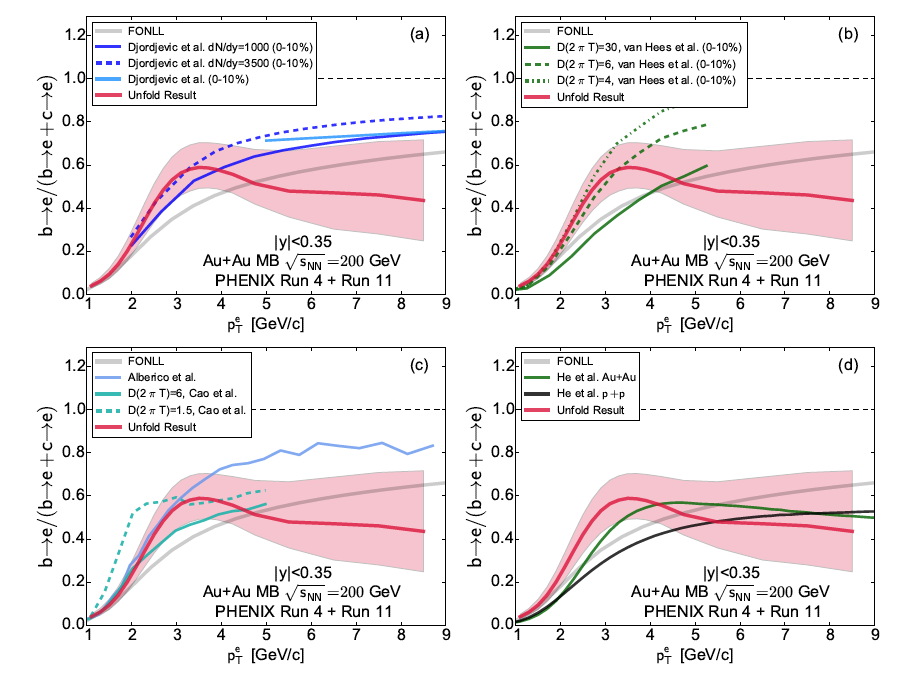 (a)
FONLL
Djordjevic et al. dN/dy=1000 (0-10%)
Djordjevic et al. dN/dy=3500 (0-10%)
Djordjevic et al. (0-10%)
Unfold Result
b→e/(b→e+c→e)
1.2
1.0
0.8
0.6
0.4
0.2
0.0
|y|<0.35
Au+Au MB √sNN=200 GeV
PHENIX Run 4 + Run 11
1 2 3 4 5 6 7 8 9
pTe [GeV/c]
(b)
FONLL
D(2πT)=30, van Hees et al. (0-10%)
D(2πT)=6, van Hees et al. (0-10%)
D(2πT)=4, van Hees et al. (0-10%)
Unfold Result
b→e/(b→e+c→e)
1.2
1.0
0.8
0.6
0.4
0.2
0.0
|y|<0.35
Au+Au MB √sNN=200 GeV
PHENIX Run 4 + Run 11
1 2 3 4 5 6 7 8 9
pTe [GeV/c]
(c)
FONLL
Alberico et al.
D(2πT)=6, Cao et al.
D(2πT)=1.5, Cao et al.
Unfold Result
b→e/(b→e+c→e)
1.2
1.0
0.8
0.6
0.4
0.2
0.0
|y|<0.35
Au+Au MB √sNN=200 GeV
PHENIX Run 4 + Run 11
1 2 3 4 5 6 7 8 9
pTe [GeV/c]
(d)
FONLL
He et al. Au+Au
He et al. p+p
Unfold Result
b→e/(b→e+c→e)
1.2
1.0
0.8
0.6
0.4
0.2
0.0
|y|<0.35
Au+Au MB √sNN=200 GeV
PHENIX Run 4 + Run 11
1 2 3 4 5 6 7 8 9
pTe [GeV/c]